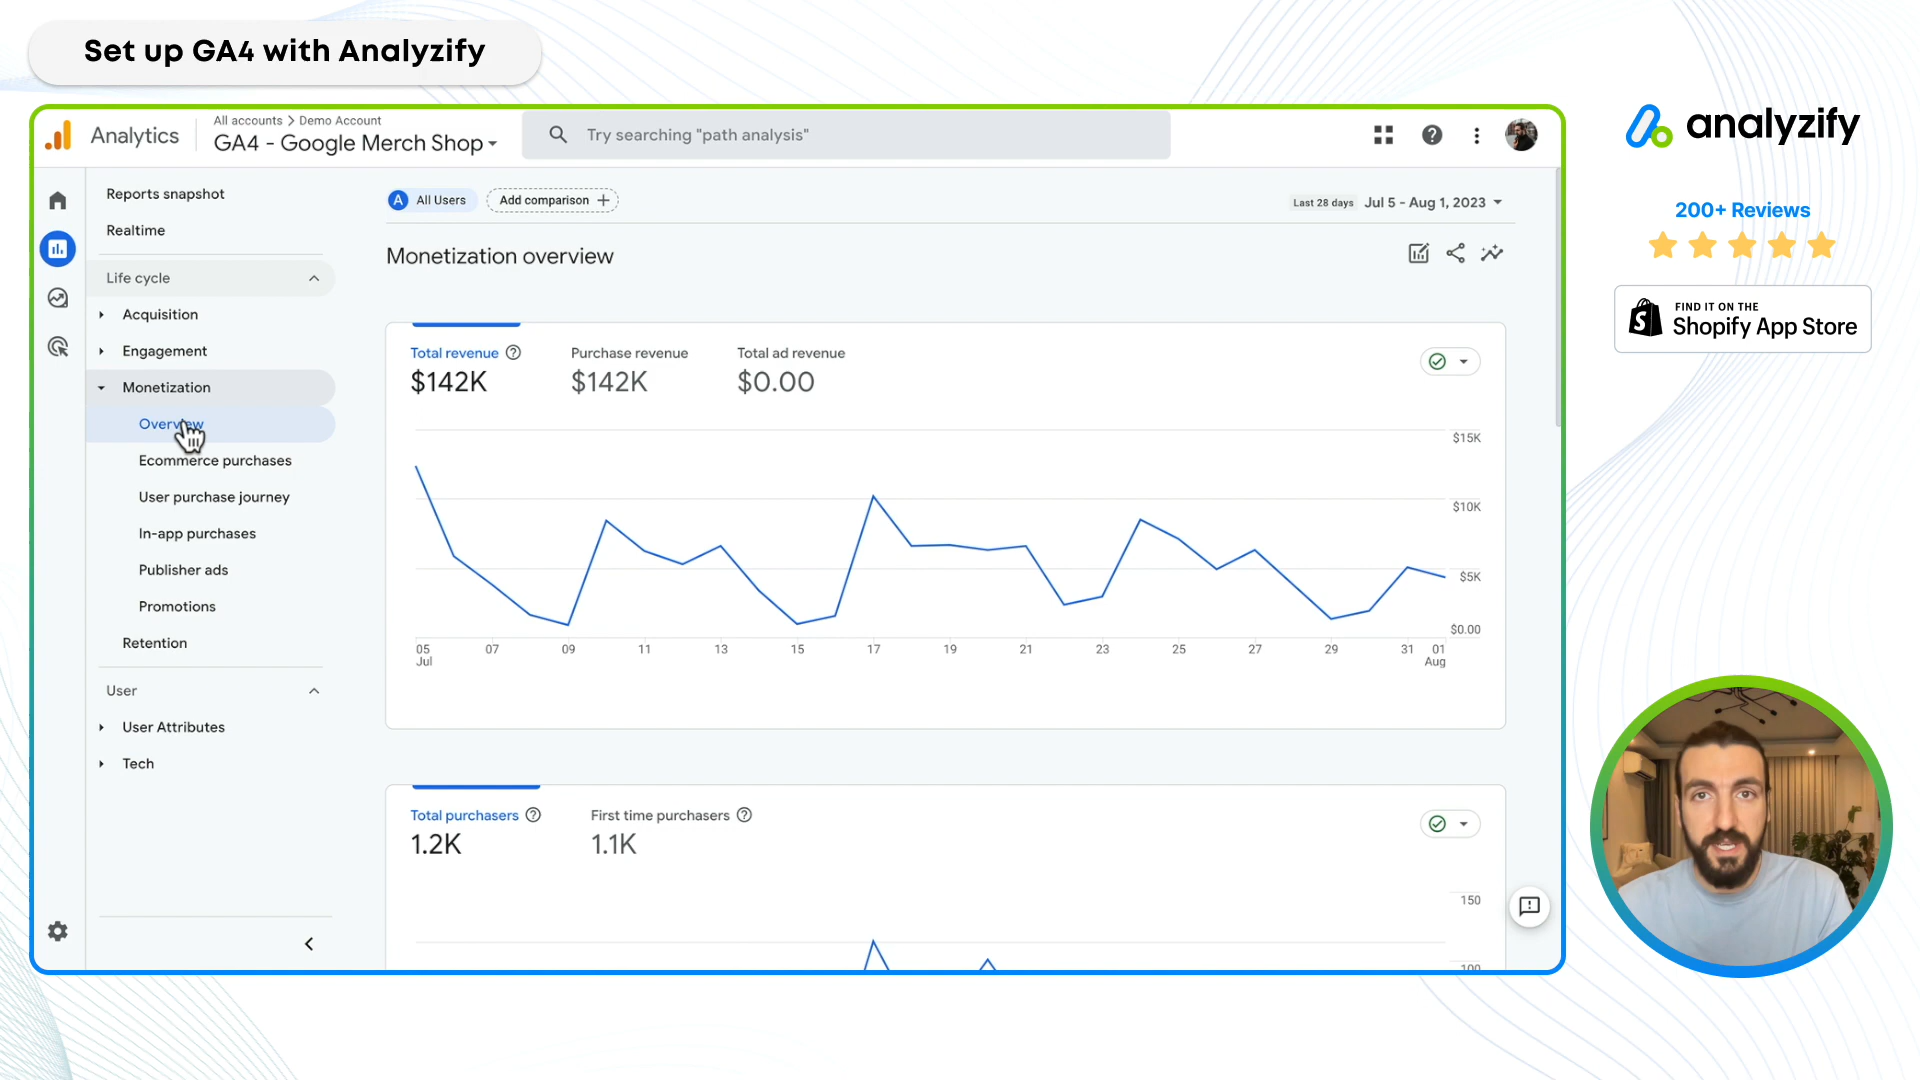 Set up GA4 with Analyzify
Analytics
All accounts > Demo Account
GA4 - Google Merch Shop
Try searching "path analysis"
Reports snapshot
Realtime
Life cycle
Acquisition
Engagement
Monetization
Overview
Ecommerce purchases
User purchase journey
In-app purchases
Publisher ads
Promotions
Retention
User
User Attributes
Tech
A All Users
Add comparison +
Last 28 days Jul 5 - Aug 1, 2023
Monetization overview
Total revenue
$142K
Purchase revenue
$142K
Total ad revenue
$0.00
$15K
$10K
$5K
$0.00
05 Jul
07
09
11
13
15
17
19
21
23
25
27
29
31
01 Aug
Total purchasers
1.2K
First time purchasers
1.1K
150
100
analyzify
200+ Reviews
FIND IT ON THE
Shopify App Store